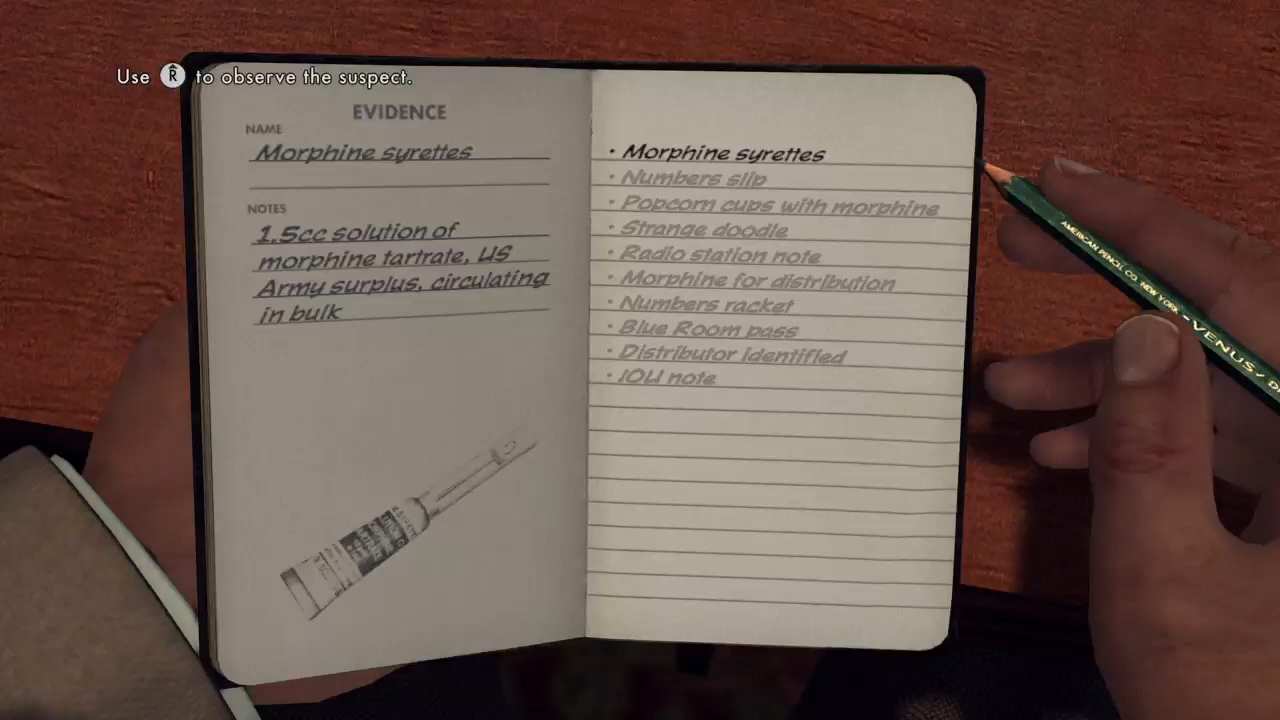 Use R to observe the suspect.
EVIDENCE
NAME
Morphine syrettes
NOTES
1.5cc solution of
morphine tartrate, US
Army surplus, circulating
in bulk
• Morphine syrettes
• Numbers slip
• Popcorn cups with morphine
• Strange doodle
• Radio station note
• Morphine for distribution
• Numbers racket
• Blue Room pass
• Distributor identified
• IOU note
AMERICAN PENCIL CO. NEW YORK - VENUS